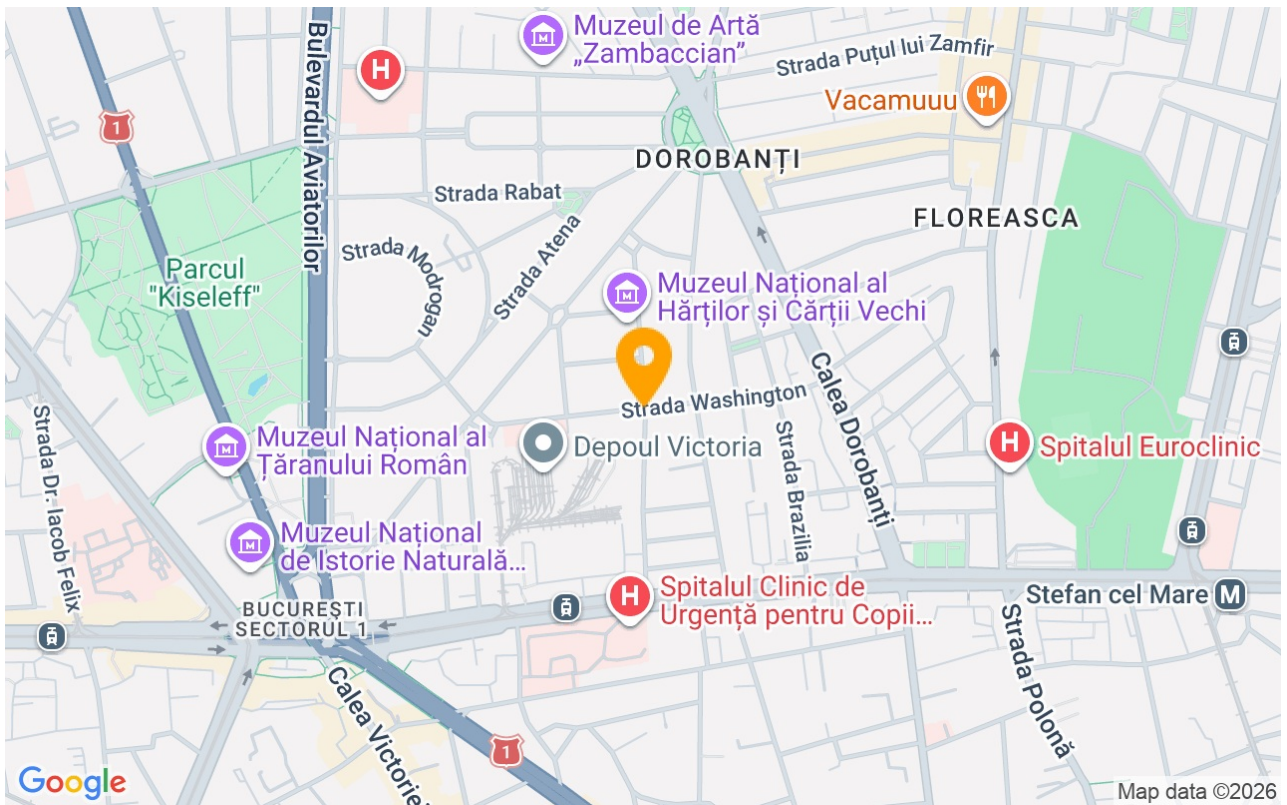 Muzeul de Artă
„Zambaccian”
Strada Puțul lui Zamfir
H
Vacamuuu
1
Bulevardul Aviatorilor
DOROBANȚI
Strada Rabat
FLOREASCA
Strada Atena
Strada Modrogan
Parcul
"Kiseleff"
Muzeul Național al
Hărților și Cărții Vechi
Calea Dorobanți
Strada Washington
Strada Dr. Iacob Felix
Muzeul Național al
Țăranului Român
Depoul Victoria
Strada Brazilia
H
Spitalul Euroclinic
Muzeul Național
de Istorie Naturală…
H
Spitalul Clinic de
Urgență pentru Copii…
Stefan cel Mare
M
BUCUREȘTI
SECTORUL 1
Strada Polonă
Calea Victorie
1
Google
Map data ©2026